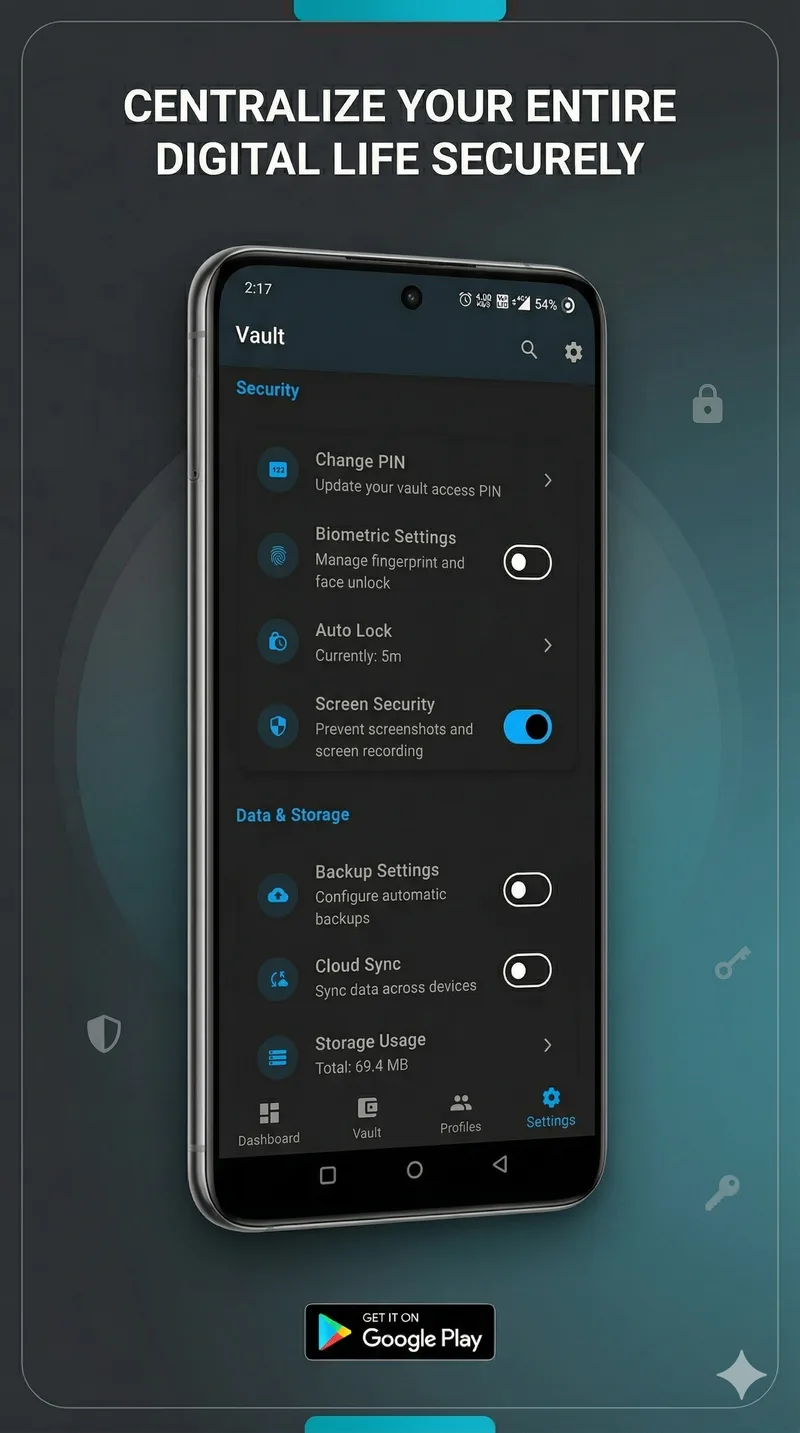 CENTRALIZE YOUR ENTIRE
DIGITAL LIFE SECURELY
2:17
4.00
54%
Vault
Security
123
Change PIN
Update your vault access PIN
Biometric Settings
Manage fingerprint and
face unlock
Auto Lock
Currently: 5m
Screen Security
Prevent screenshots and
screen recording
Data & Storage
Backup Settings
Configure automatic
backups
Cloud Sync
Sync data across devices
Storage Usage
Total: 69.4 MB
Dashboard
Vault
Profiles
Settings
GET IT ON
Google Play